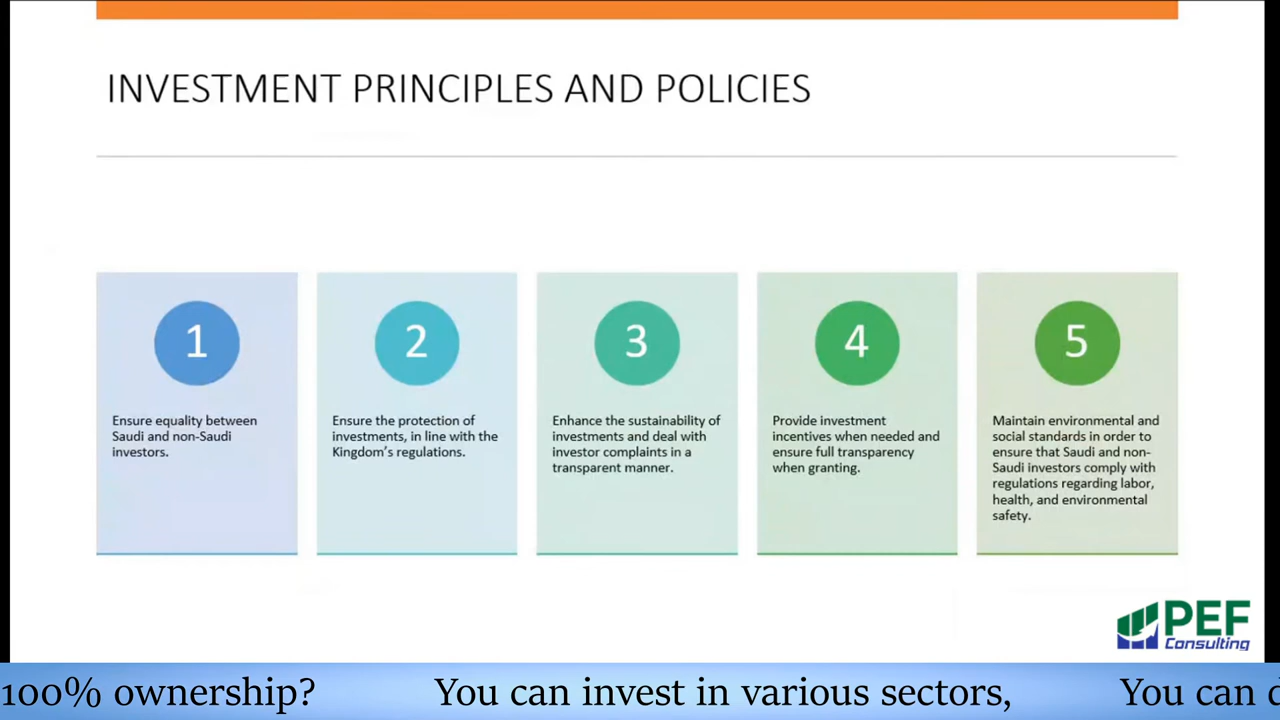 INVESTMENT PRINCIPLES AND POLICIES
1
Ensure equality between
Saudi and non-Saudi
investors.
2
Ensure the protection of
investments, in line with the
Kingdom's regulations.
3
Enhance the sustainability of
investments and deal with
investor complaints in a
transparent manner.
4
Provide investment
incentives when needed and
ensure full transparency
when granting.
5
Maintain environmental and
social standards in order to
ensure that Saudi and non-
Saudi investors comply with
regulations regarding labor,
health, and environmental
safety.
PEF
Consulting
100% ownership? You can invest in various sectors, You can